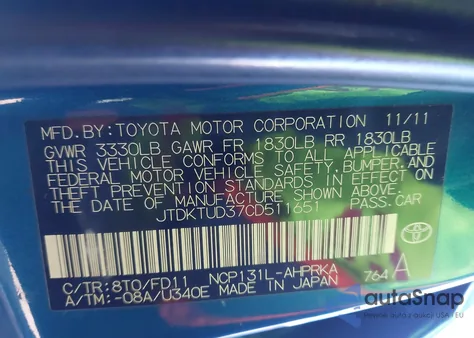 MFD.BY:TOYOTA MOTOR CORPORATION 11/11
GVWR 3330LB GAWR FR 1830LB RR 1830LB
THIS VEHICLE CONFORMS TO ALL APPLICABLE
FEDERAL MOTOR VEHICLE SAFETY,BUMPER,AND
THEFT PREVENTION STANDARDS IN EFFECT ON
THE DATE OF MANUFACTURE SHOWN ABOVE.
JTDKTUD37CD511651 PASS.CAR
C/TR:8T0/FD11 NCP131L-AHPRKA
A/TM:-08A/U340E MADE IN JAPAN 764 A
autoSnap